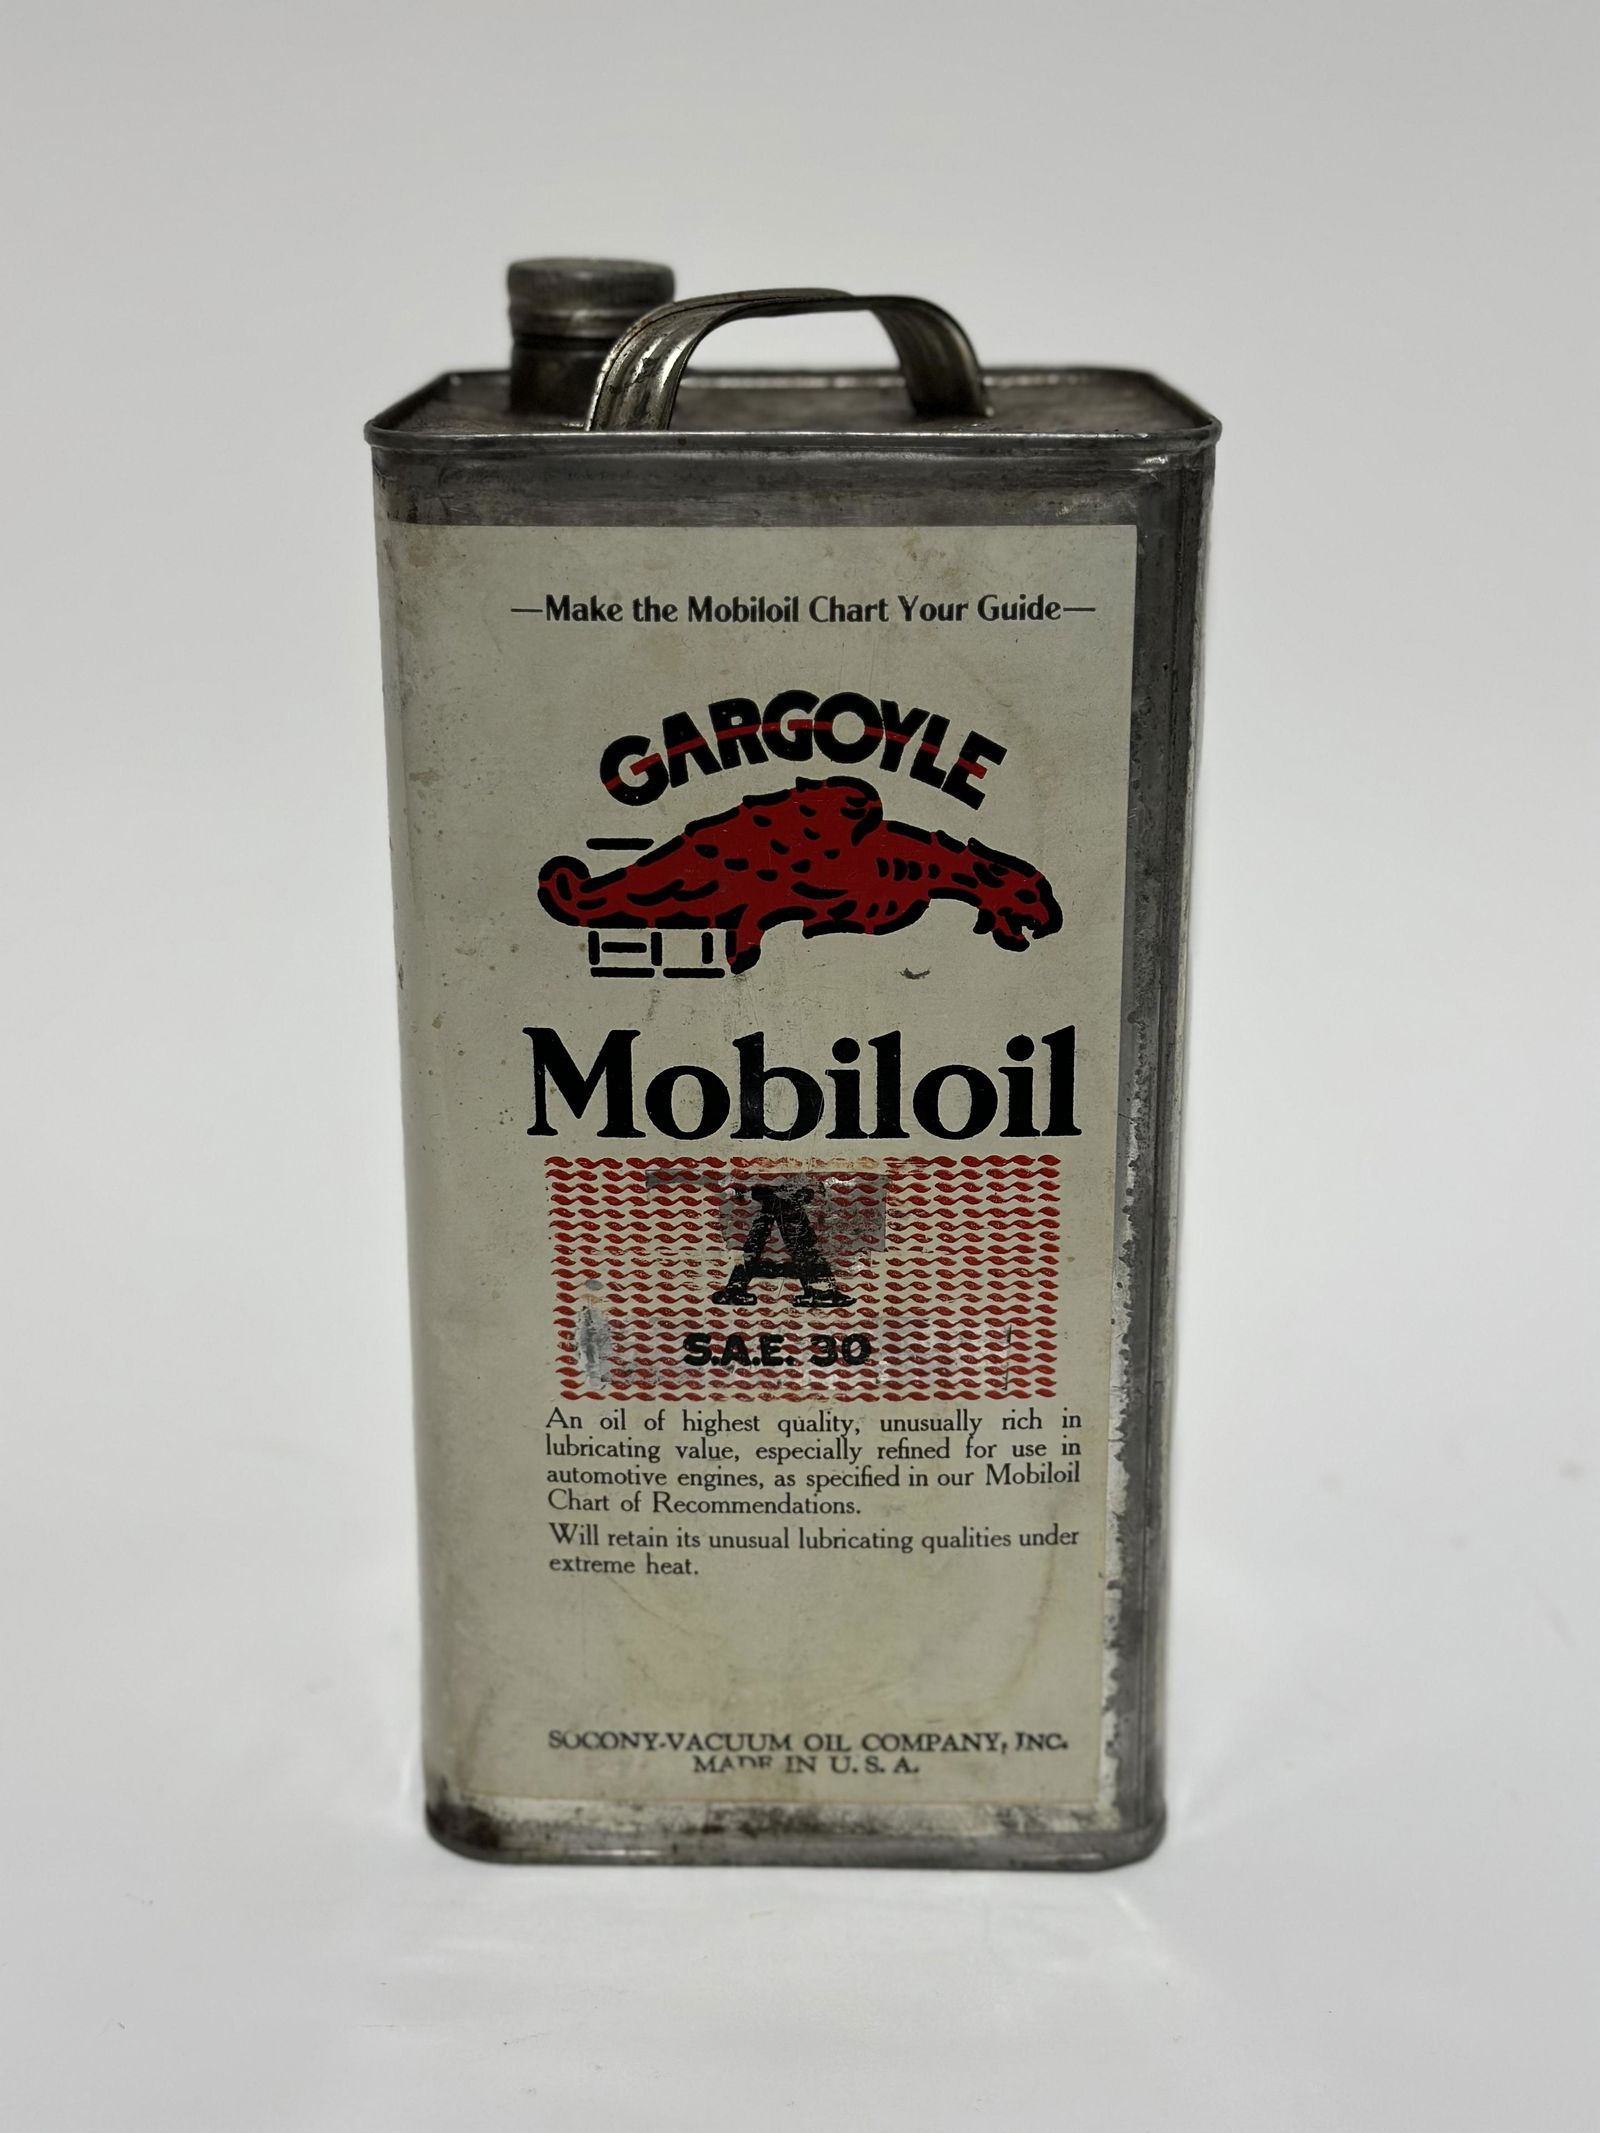 —Make the Mobiloil Chart Your Guide—
GARGOYLE
Mobiloil
A
S.A.E. 30
An oil of highest quality, unusually rich in
lubricating value, especially refined for use in
automotive engines, as specified in our Mobiloil
Chart of Recommendations.
Will retain its unusual lubricating qualities under
extreme heat.
SOCONY-VACUUM OIL COMPANY, INC.
MADE IN U. S. A.